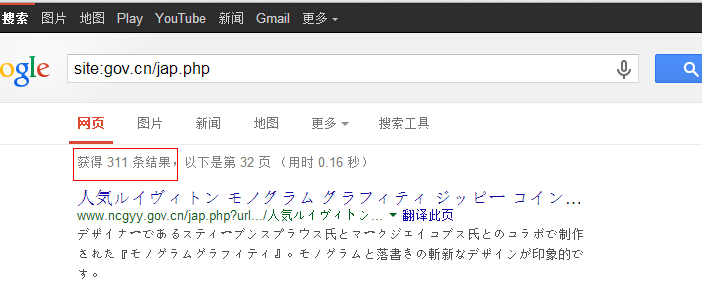 搜索 图片 地图 Play YouTube 新闻 Gmail 更多
ogle site:gov.cn/jap.php
网页 图片 新闻 地图 更多 搜索工具
获得 311 条结果，以下是第 32 页 （用时 0.16 秒）
人気ルイヴィトン モノグラム グラフィティ ジッピー コイン...
www.ncgyy.gov.cn/jap.php?url.../人気ルイヴィトン... 翻译此页
デザイナーであるスティーブンスプラウス氏とマークジェイコブス氏とのコラボで制作
された『モノグラムグラフィティ』。モノグラムと落書きの斬新なデザインが印象的で
す。